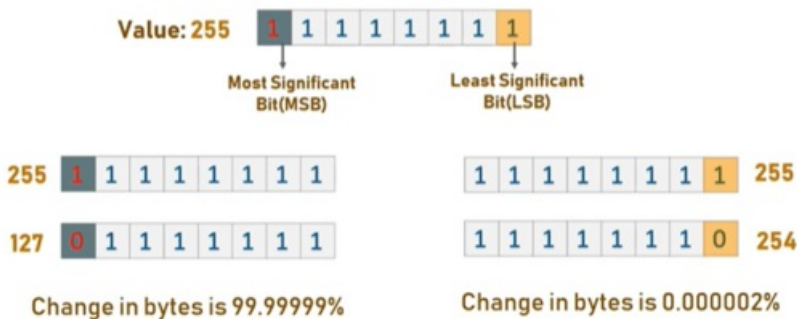 Value: 255 1 1 1 1 1 1 1 1
Most Significant Bit(MSB)
Least Significant Bit(LSB)
255 1 1 1 1 1 1 1 1
1 1 1 1 1 1 1 1 255
127 0 1 1 1 1 1 1 1
1 1 1 1 1 1 1 0 254
Change in bytes is 99.99999%
Change in bytes is 0.000002%